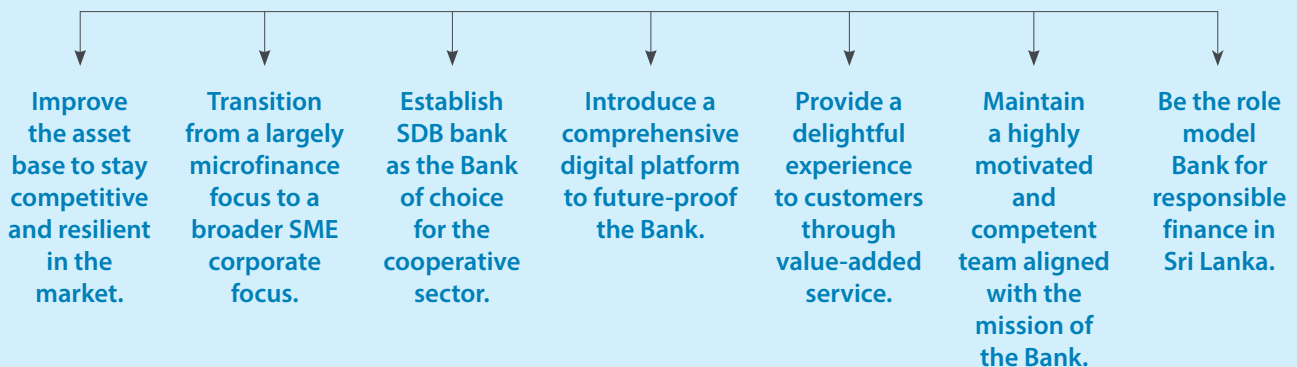 Improve
the asset
base to stay
competitive
and resilient
in the
market.
Transition
from a largely
microfinance
focus to a
broader SME
corporate
focus.
Establish
SDB bank
as the Bank
of choice
for the
cooperative
sector.
Introduce a
comprehensive
digital platform
to future-proof
the Bank.
Provide a
delightful
experience
to customers
through
value-added
service.
Maintain
a highly
motivated
and
competent
team aligned
with the
mission of
the Bank.
Be the role
model
Bank for
responsible
finance in
Sri Lanka.